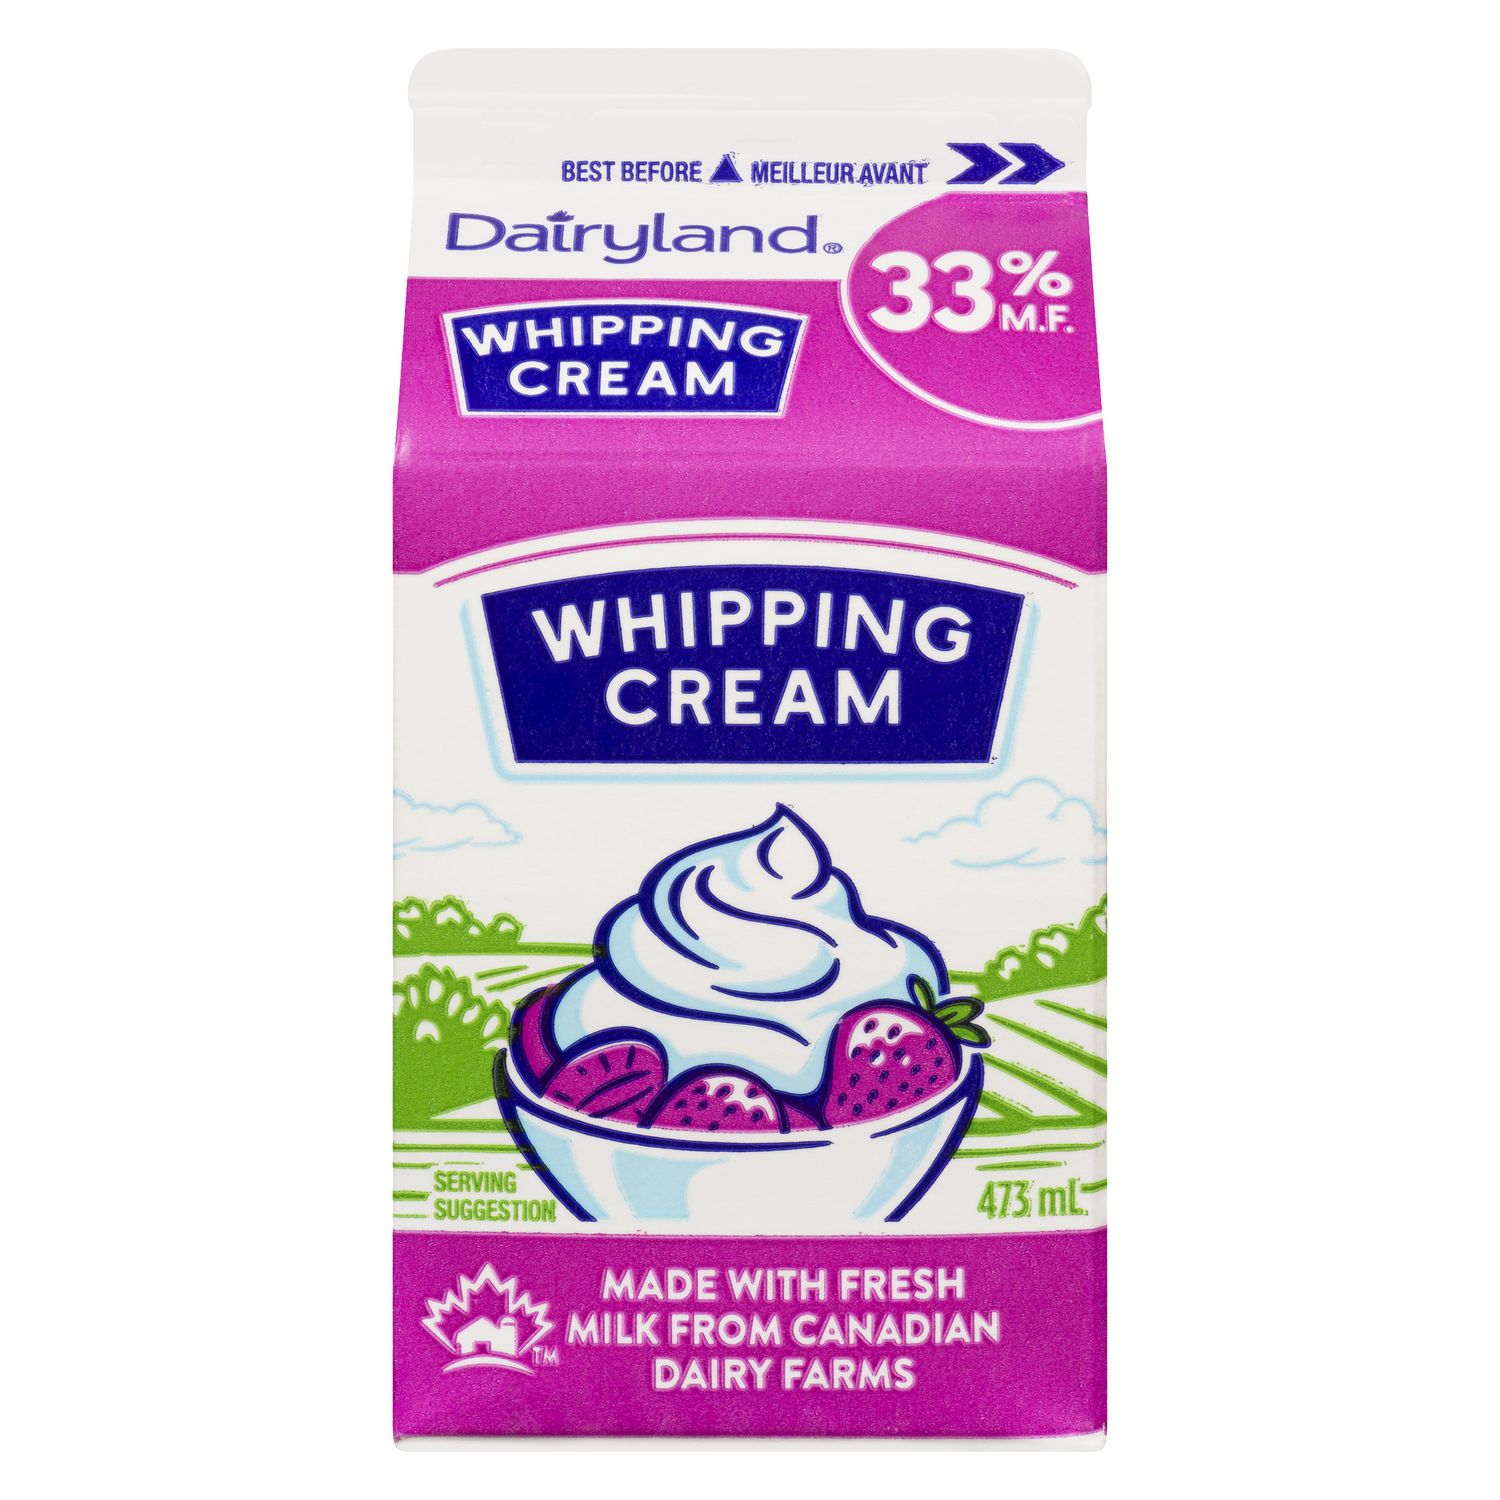 BEST BEFORE ▲ MEILLEUR AVANT
Dairyland®
33% M.F.
WHIPPING
CREAM
WHIPPING
CREAM
SERVING
SUGGESTION
473 mL
MADE WITH FRESH
MILK FROM CANADIAN
DAIRY FARMS
TM